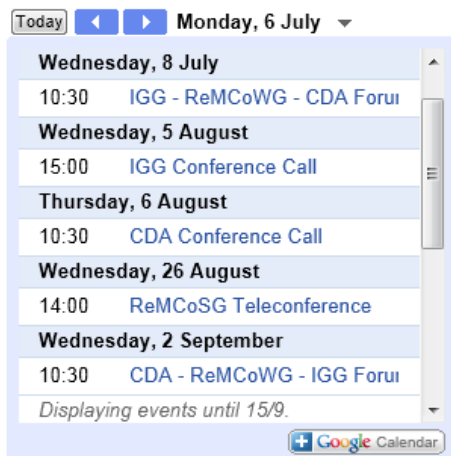 Today Monday, 6 July
Wednesday, 8 July
10:30 IGG - ReMCoWG - CDA Foru
Wednesday, 5 August
15:00 IGG Conference Call
Thursday, 6 August
10:30 CDA Conference Call
Wednesday, 26 August
14:00 ReMCoSG Teleconference
Wednesday, 2 September
10:30 CDA - ReMCoWG - IGG Foru
Displaying events until 15/9.
Google Calendar